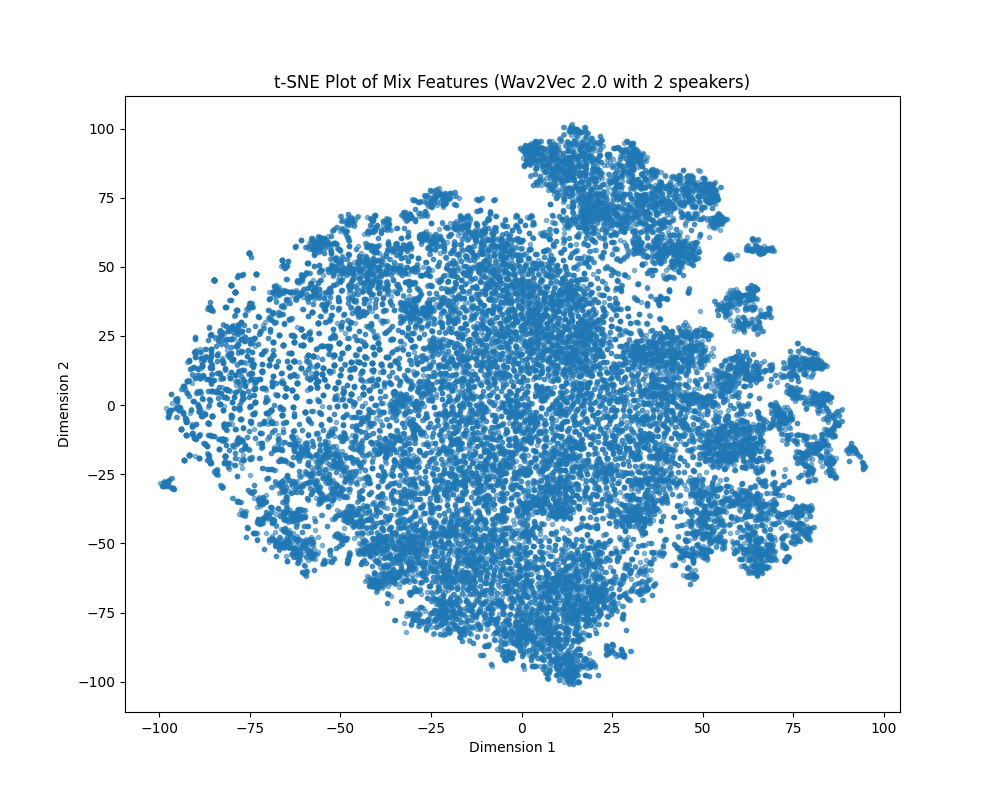 t-SNE Plot of Mix Features (Wav2Vec 2.0 with 2 speakers)
100
75
50
25
0
−25
−50
−75
−100
Dimension 2
−100 −75 −50 −25 0 25 50 75 100
Dimension 1